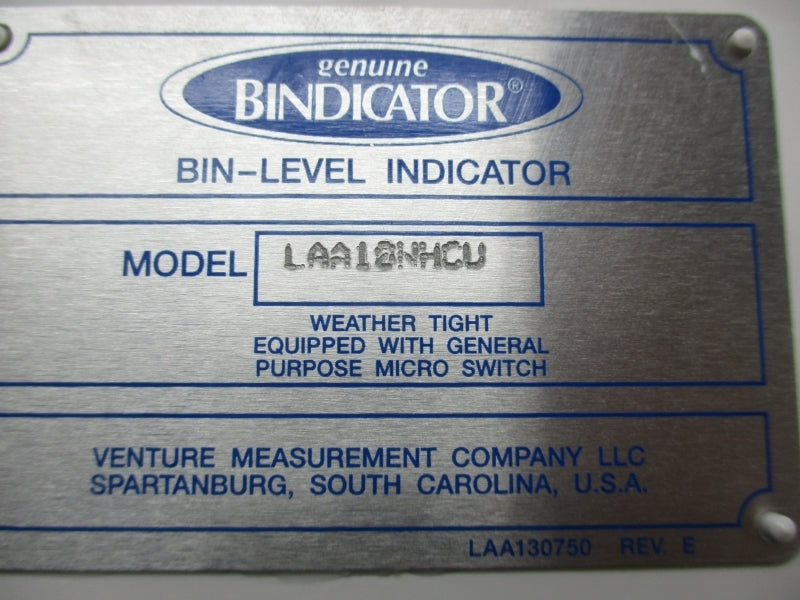 genuine
BINDICATOR®
BIN-LEVEL INDICATOR
MODEL LAA10NHCU
WEATHER TIGHT
EQUIPPED WITH GENERAL
PURPOSE MICRO SWITCH
VENTURE MEASUREMENT COMPANY LLC
SPARTANBURG, SOUTH CAROLINA, U.S.A.
LAA130750 REV. E